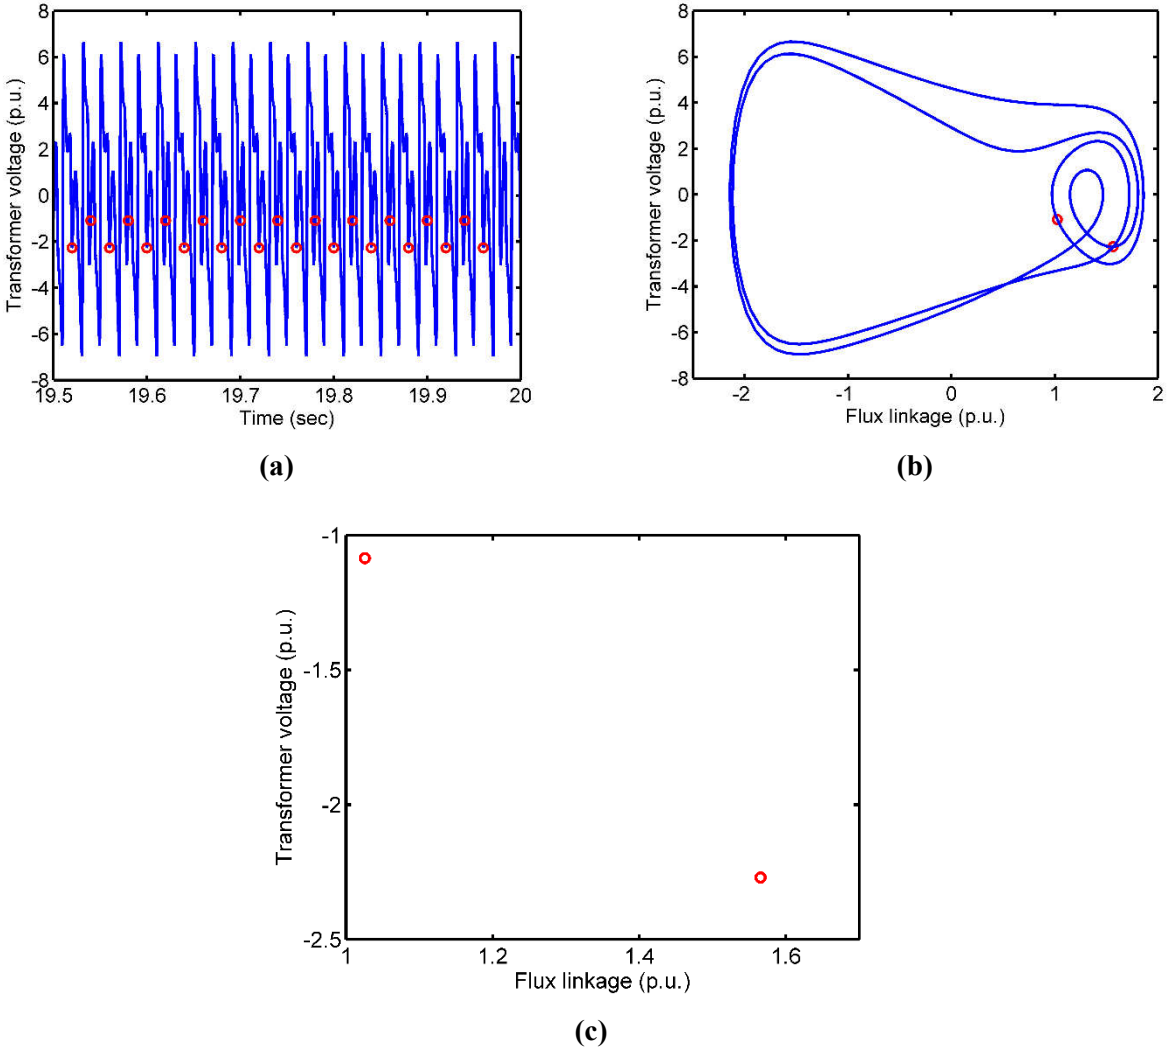 8
6
4
2
0
-2
-4
-6
-8
Transformer voltage (p.u.)
19.5 19.6 19.7 19.8 19.9 20
Time (sec)
(a)
8
6
4
2
0
-2
-4
-6
-8
Transformer voltage (p.u.)
-2 -1 0 1 2
Flux linkage (p.u.)
(b)
-1
-1.5
-2
-2.5
Transformer voltage (p.u.)
1 1.2 1.4 1.6
Flux linkage (p.u.)
(c)